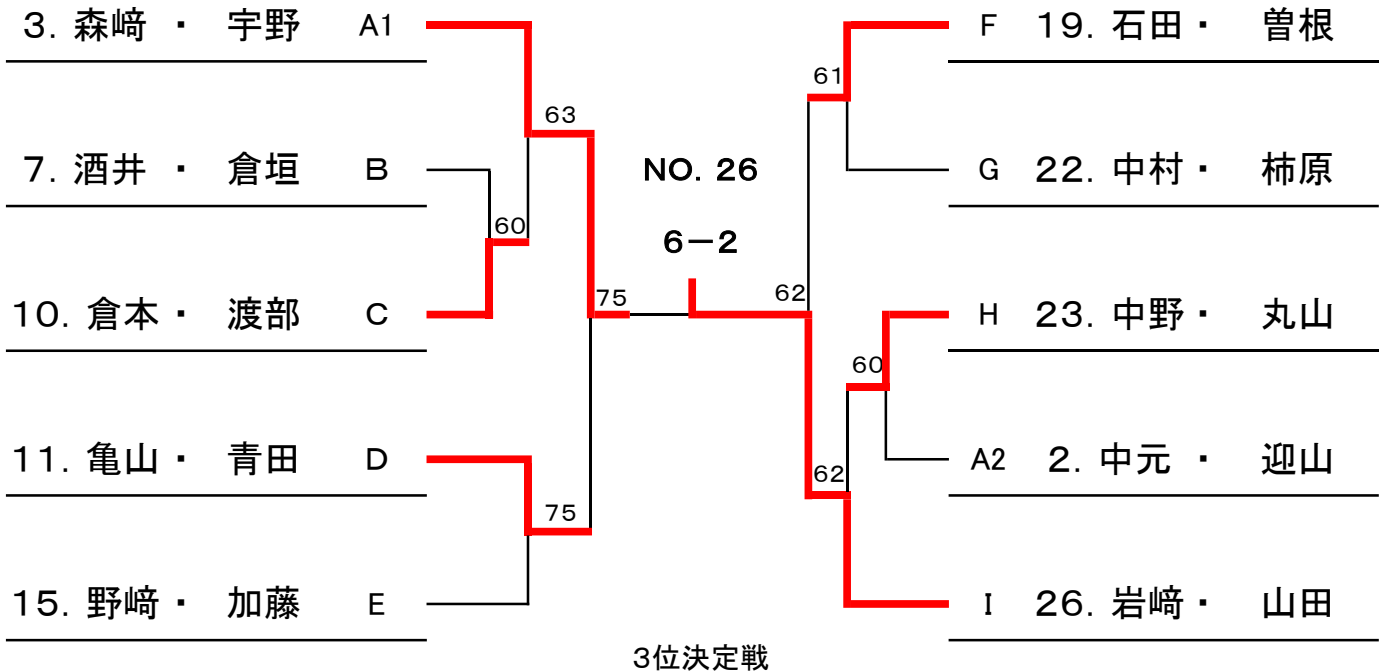 3. 森﨑 ・ 宇野 A1
F 19. 石田・ 曽根
61
63
7. 酒井 ・ 倉垣 B
NO. 26
G 22. 中村・ 柿原
60
6－2
10. 倉本・ 渡部 C
75
62
H 23. 中野・ 丸山
60
11. 亀山・ 青田 D
A2 2. 中元 ・ 迎山
62
75
15. 野﨑・ 加藤 E
I 26. 岩﨑・ 山田
3位決定戦